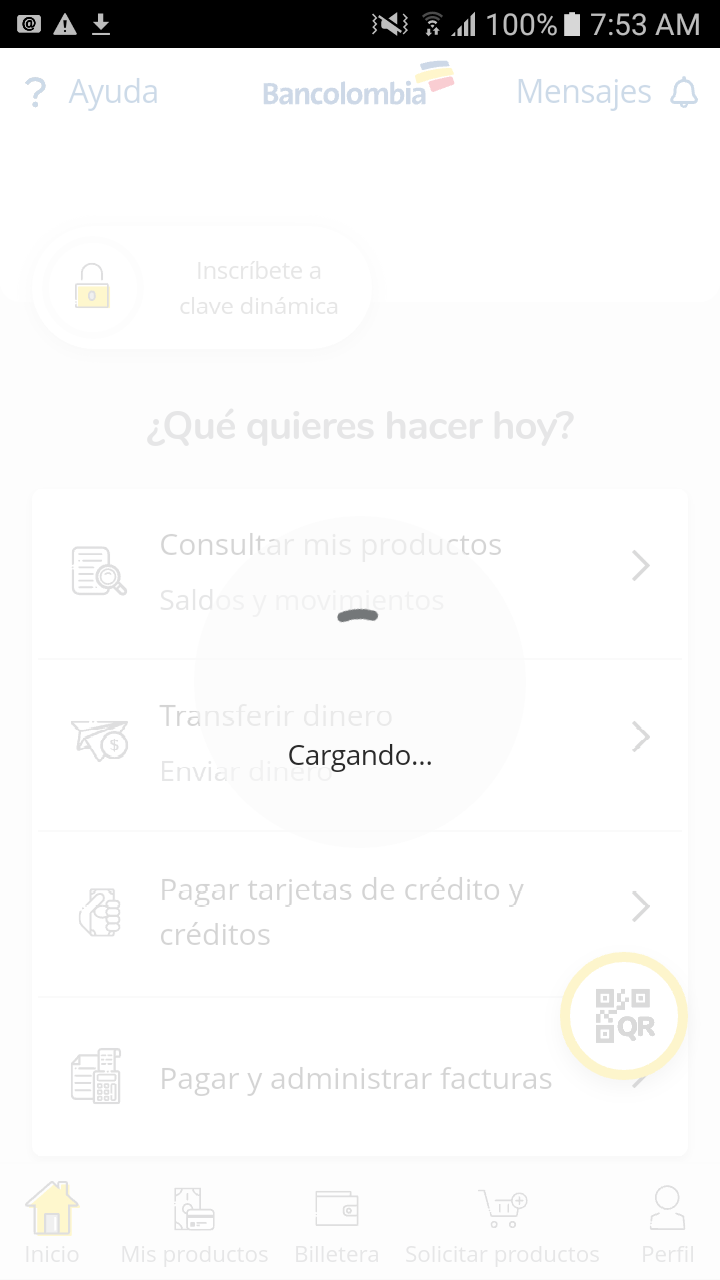 100% 7:53 AM
? Ayuda Bancolombia Mensajes
Inscríbete a
clave dinámica
¿Qué quieres hacer hoy?
Consultar mis productos
Saldos y movimientos
Transferir dinero
Cargando...
Enviar dinero
Pagar tarjetas de crédito y
créditos
QR
Pagar y administrar facturas
Inicio Mis productos Billetera Solicitar productos Perfil